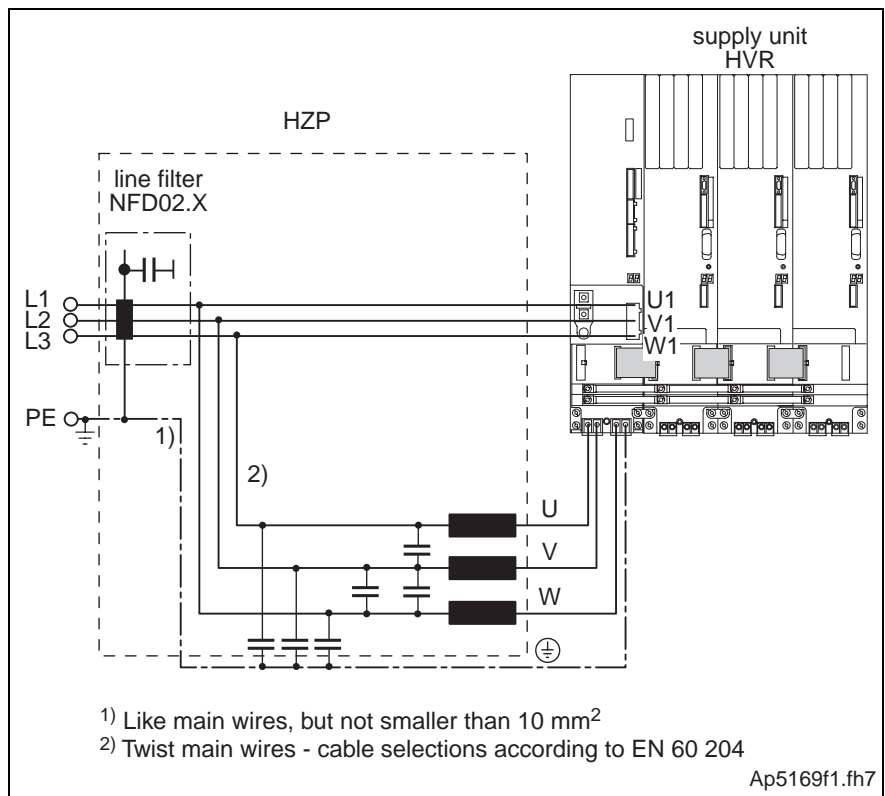 supply unit
HVR
HZP
line filter
NFD02.X
L1
L2
L3
U1
V1
W1
PE
1)
2)
U
V
W
1) Like main wires, but not smaller than 10 mm2
2) Twist main wires - cable selections according to EN 60 204
Ap5169f1.fh7